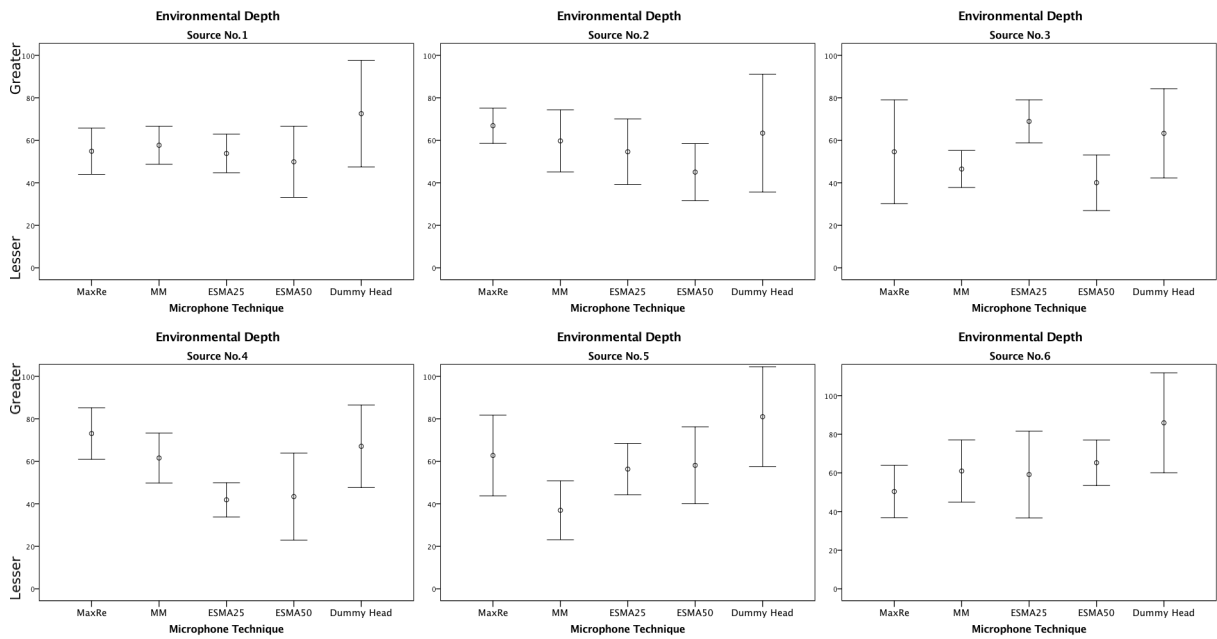 Environmental Depth
Source No.1
Greater
Lesser
100
80
60
40
20
0
MaxRe MM ESMA25 ESMA50 Dummy Head
Microphone Technique
Environmental Depth
Source No.2
100
80
60
40
20
0
MaxRe MM ESMA25 ESMA50 Dummy Head
Microphone Technique
Environmental Depth
Source No.3
100
80
60
40
20
0
MaxRe MM ESMA25 ESMA50 Dummy Head
Microphone Technique
Environmental Depth
Source No.4
Greater
Lesser
100
80
60
40
20
0
MaxRe MM ESMA25 ESMA50 Dummy Head
Microphone Technique
Environmental Depth
Source No.5
100
80
60
40
20
0
MaxRe MM ESMA25 ESMA50 Dummy Head
Microphone Technique
Environmental Depth
Source No.6
100
80
60
40
20
0
MaxRe MM ESMA25 ESMA50 Dummy Head
Microphone Technique